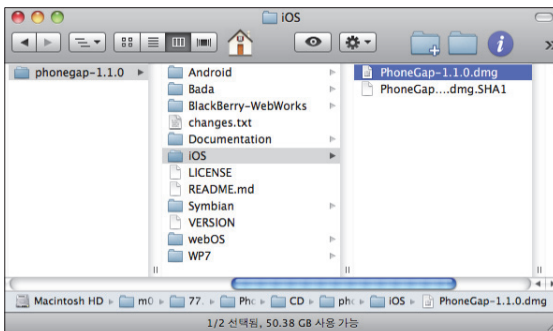 iOS
phonegap-1.1.0
Android
Bada
BlackBerry-WebWorks
changes.txt
Documentation
iOS
LICENSE
README.md
Symbian
VERSION
webOS
WP7
PhoneGap-1.1.0.dmg
PhoneGap....dmg.SHA1
Macintosh HD ▸ m0 ▸ 77. ▸ Pho ▸ CD ▸ pho ▸ iOS ▸ PhoneGap-1.1.0.dmg
1/2 선택됨, 50.38 GB 사용 가능